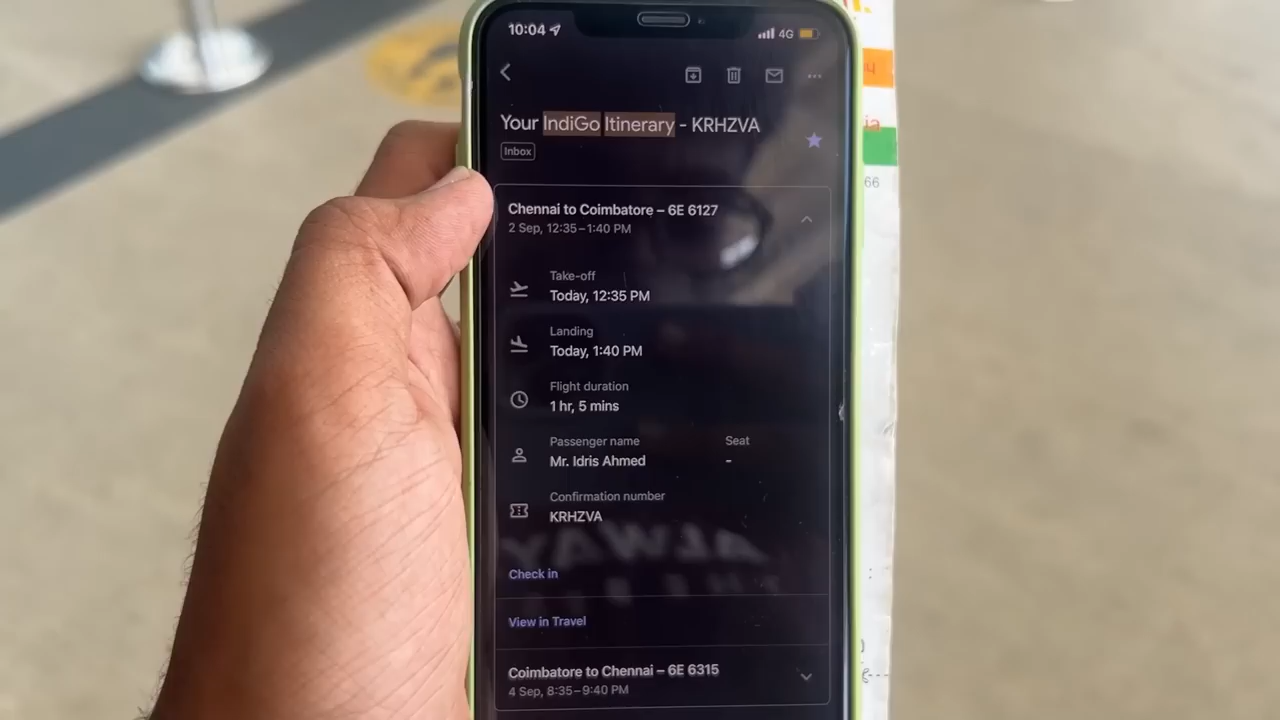 10:04
4G
Your IndiGo Itinerary - KRHZVA
Inbox
Chennai to Coimbatore – 6E 6127
2 Sep, 12:35–1:40 PM
Take-off
Today, 12:35 PM
Landing
Today, 1:40 PM
Flight duration
1 hr, 5 mins
Passenger name
Seat
Mr. Idris Ahmed
-
Confirmation number
KRHZVA
ALWAY
Check in
View in Travel
Coimbatore to Chennai – 6E 6315
4 Sep, 8:35–9:40 PM
66